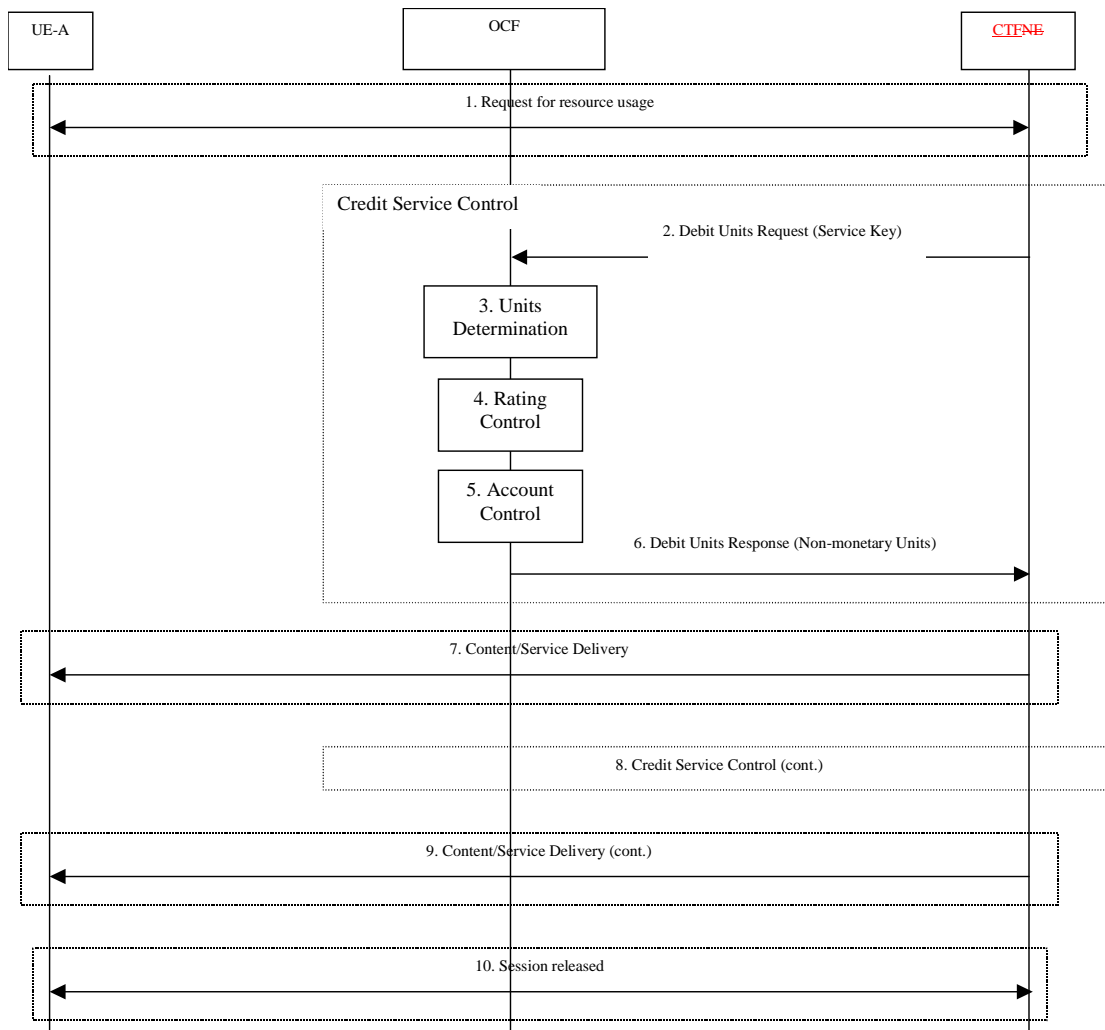 UE-A
OCF
CTFNE
1. Request for resource usage
Credit Service Control
2. Debit Units Request (Service Key)
3. Units
Determination
4. Rating
Control
5. Account
Control
6. Debit Units Response (Non-monetary Units)
7. Content/Service Delivery
8. Credit Service Control (cont.)
9. Content/Service Delivery (cont.)
10. Session released